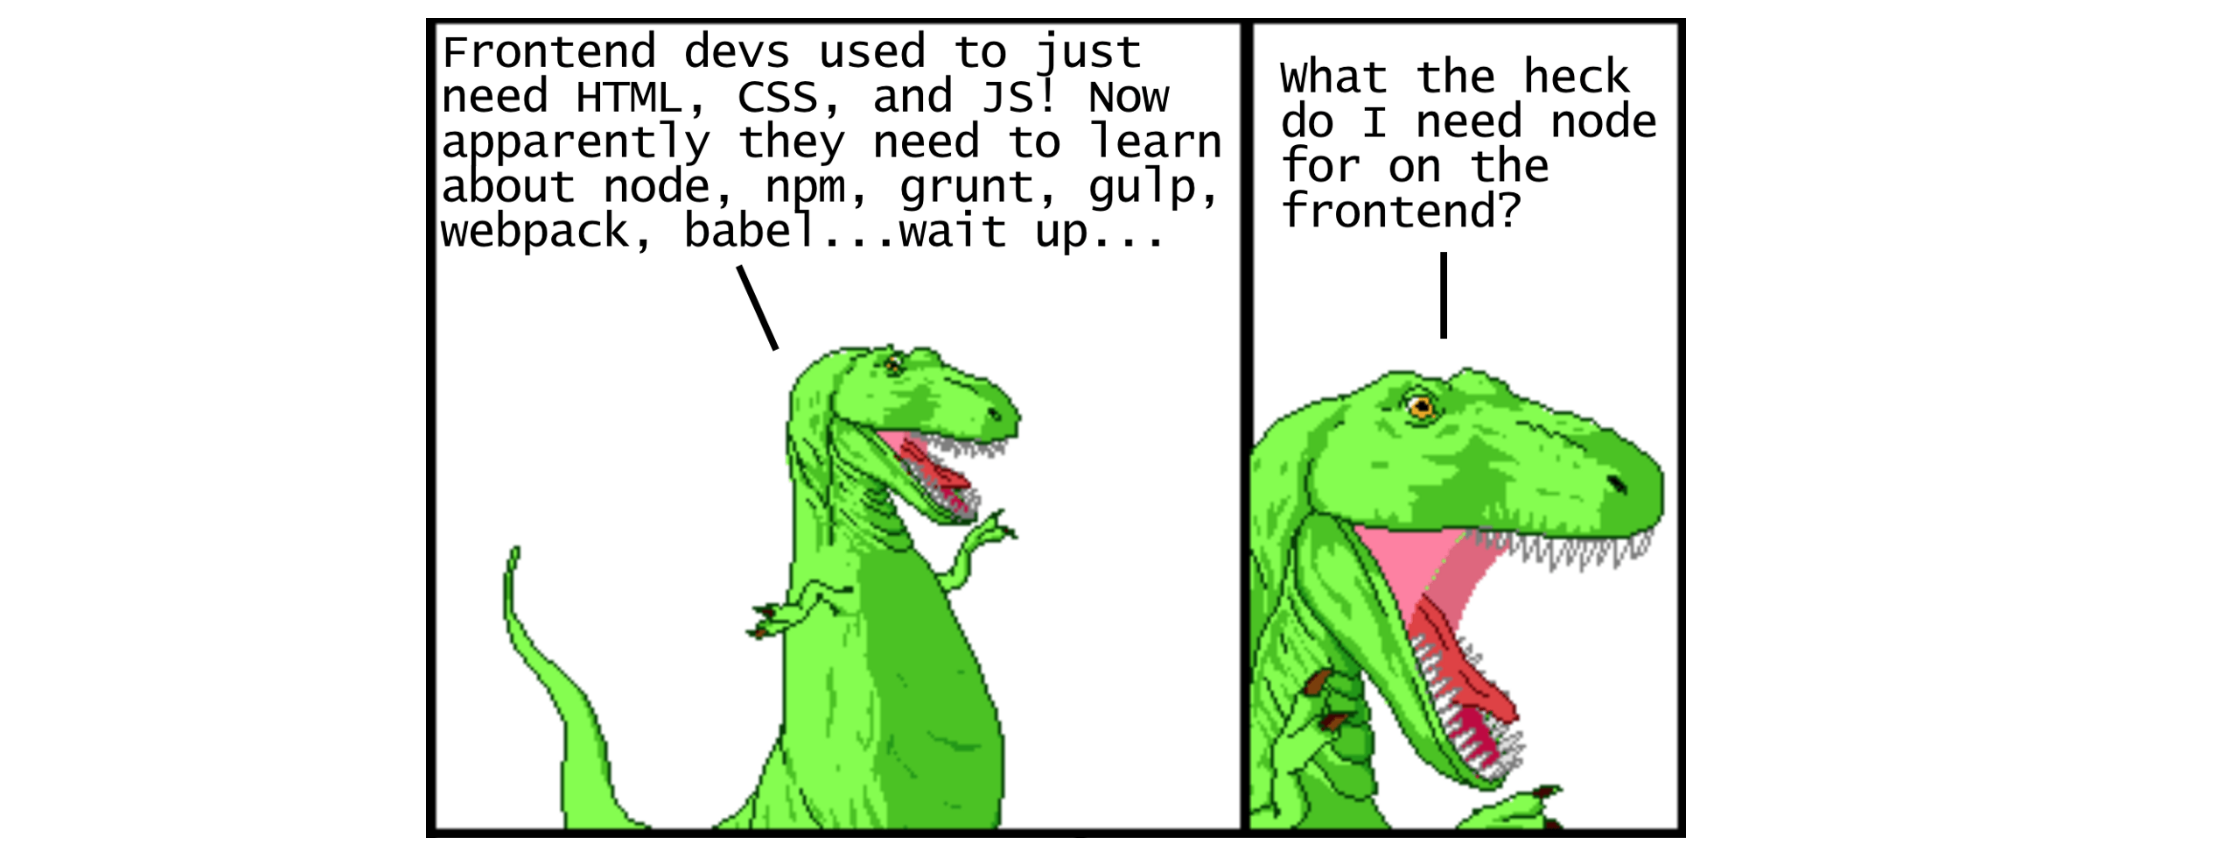 Frontend devs used to just
need HTML, CSS, and JS! Now
apparently they need to learn
about node, npm, grunt, gulp,
webpack, babel...wait up...
What the heck
do I need node
for on the
frontend?